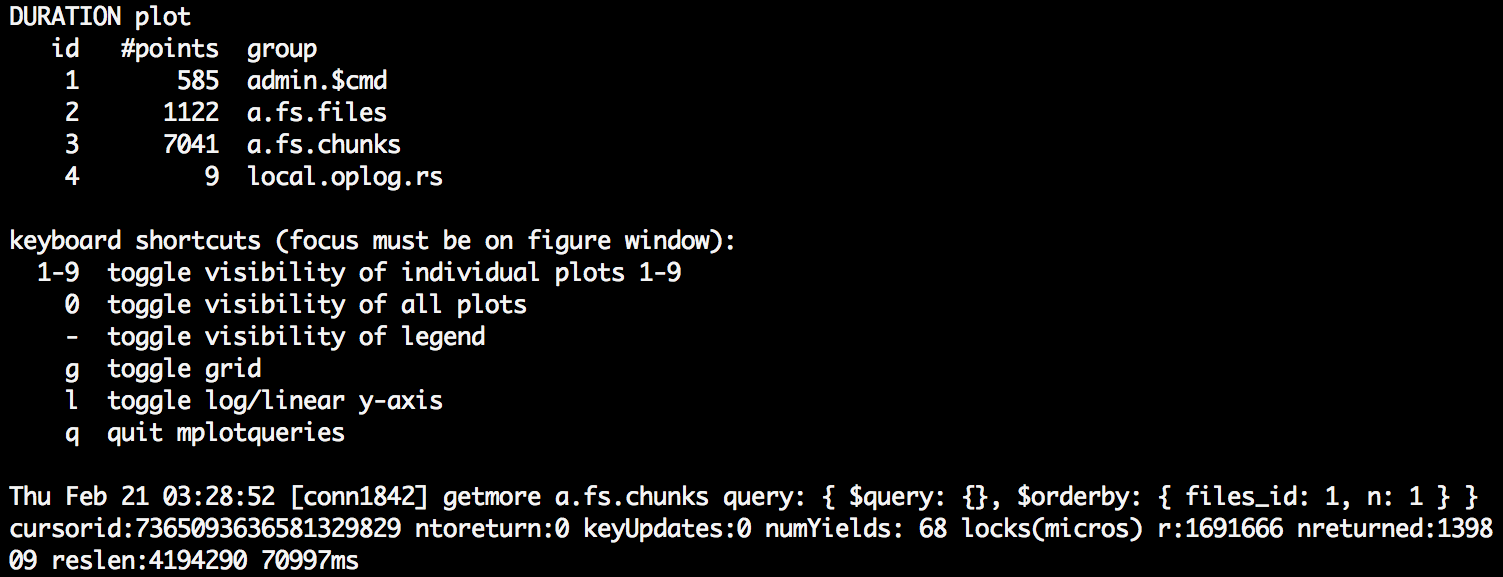 DURATION plot
id #points group
1 585 admin.$cmd
2 1122 a.fs.files
3 7041 a.fs.chunks
4 9 local.oplog.rs
keyboard shortcuts (focus must be on figure window):
1-9 toggle visibility of individual plots 1-9
0 toggle visibility of all plots
- toggle visibility of legend
g toggle grid
l toggle log/linear y-axis
q quit mplotqueries
Thu Feb 21 03:28:52 [conn1842] getmore a.fs.chunks query: { $query: {}, $orderby: { files_id: 1, n: 1 } }
cursorid:7365093636581329829 ntoreturn:0 keyUpdates:0 numYields: 68 locks(micros) r:1691666 nreturned:1398
09 reslen:4194290 70997ms